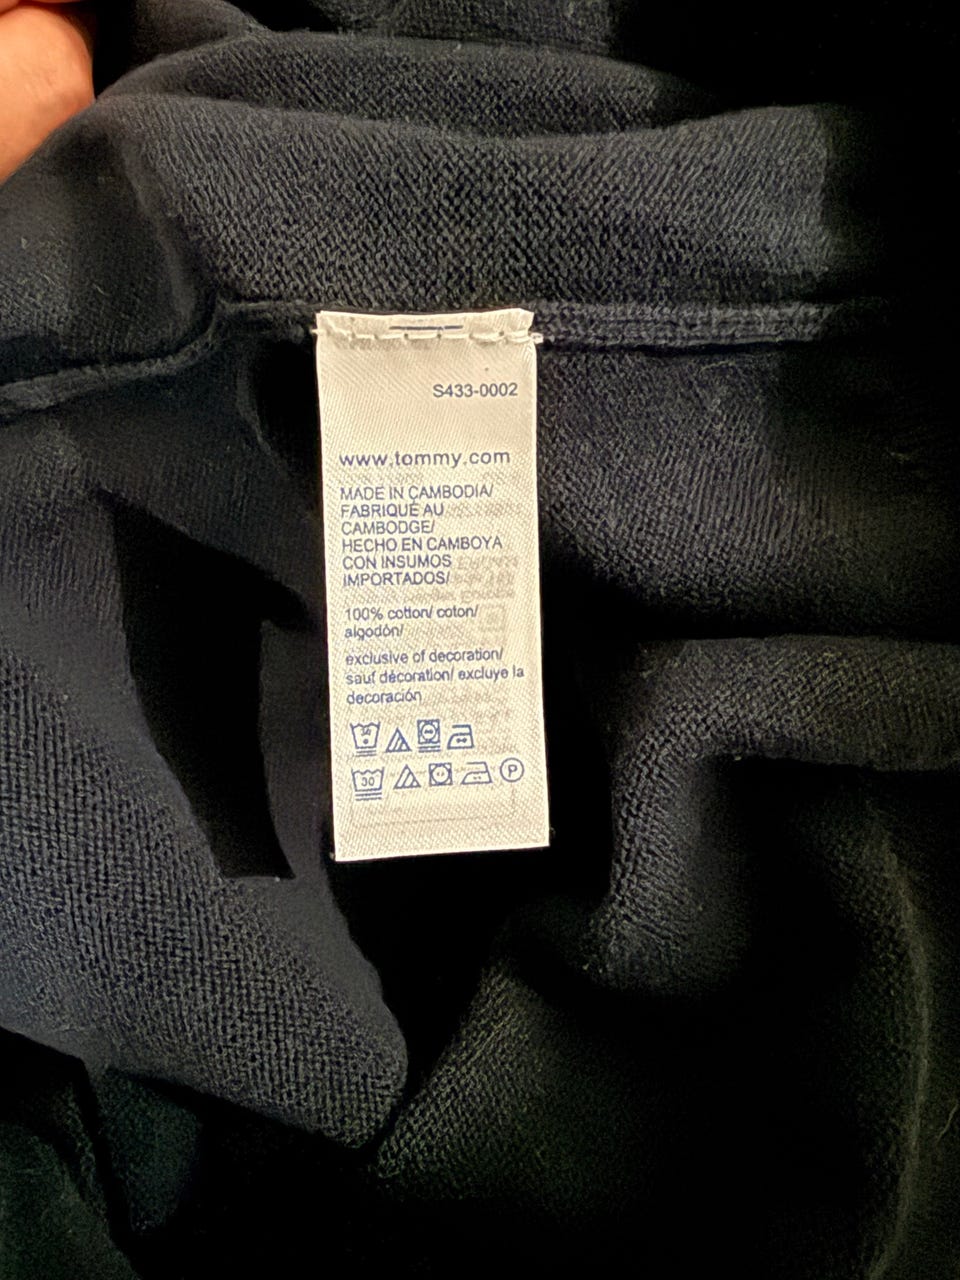 S433-0002
www.tommy.com
MADE IN CAMBODIA/
FABRIQUÉ AU
CAMBODGE/
HECHO EN CAMBOYA
CON INSUMOS
IMPORTADOS/
100% cotton/ coton/
algodón/
exclusive of decoration/
sauf décoration/ excluye la
decoración
30
30 P